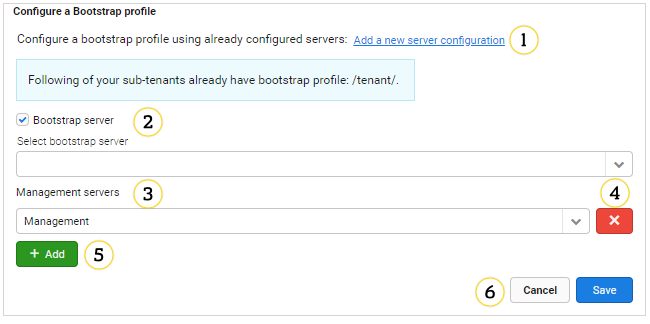 Configure a Bootstrap profile
Configure a bootstrap profile using already configured servers: Add a new server configuration 1
Following of your sub-tenants already have bootstrap profile: /tenant/.
Bootstrap server 2
Select bootstrap server
Management servers 3 4
Management
+ Add 5
6 Cancel Save